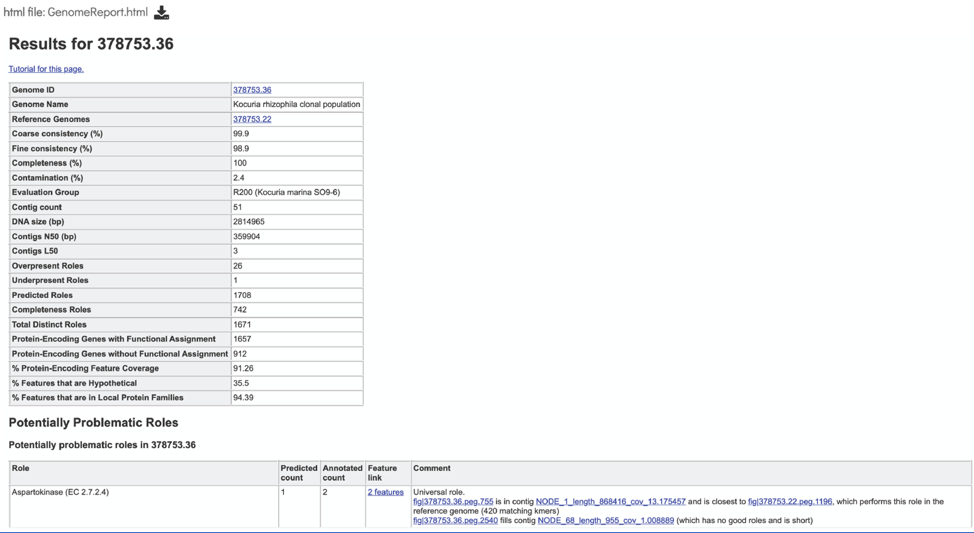 html file: GenomeReport.html
Results for 378753.36
Tutorial for this page.
Genome ID 378753.36
Genome Name Kocuria rhizophila clonal population
Reference Genomes 378753.22
Coarse consistency (%) 99.9
Fine consistency (%) 98.9
Completeness (%) 100
Contamination (%) 2.4
Evaluation Group R200 (Kocuria marina SO9-6)
Contig count 51
DNA size (bp) 2814965
Contigs N50 (bp) 359904
Contigs L50 3
Overpresent Roles 26
Underpresent Roles 1
Predicted Roles 1708
Completeness Roles 742
Total Distinct Roles 1671
Protein-Encoding Genes with Functional Assignment 1657
Protein-Encoding Genes without Functional Assignment 912
% Protein-Encoding Feature Coverage 91.26
% Features that are Hypothetical 35.5
% Features that are in Local Protein Families 94.39
Potentially Problematic Roles
Potentially problematic roles in 378753.36
Role Predicted count Annotated count Feature link Comment
Aspartokinase (EC 2.7.2.4) 1 2 2 features Universal role.
fig|378753.36.peg.755 is in contig NODE_1_length_868416_cov_13.175457 and is closest to fig|378753.22.peg.1196, which performs this role in the
reference genome (420 matching kmers)
fig|378753.36.peg.2540 fills contig NODE_68_length_955_cov_1.008889 (which has no good roles and is short)